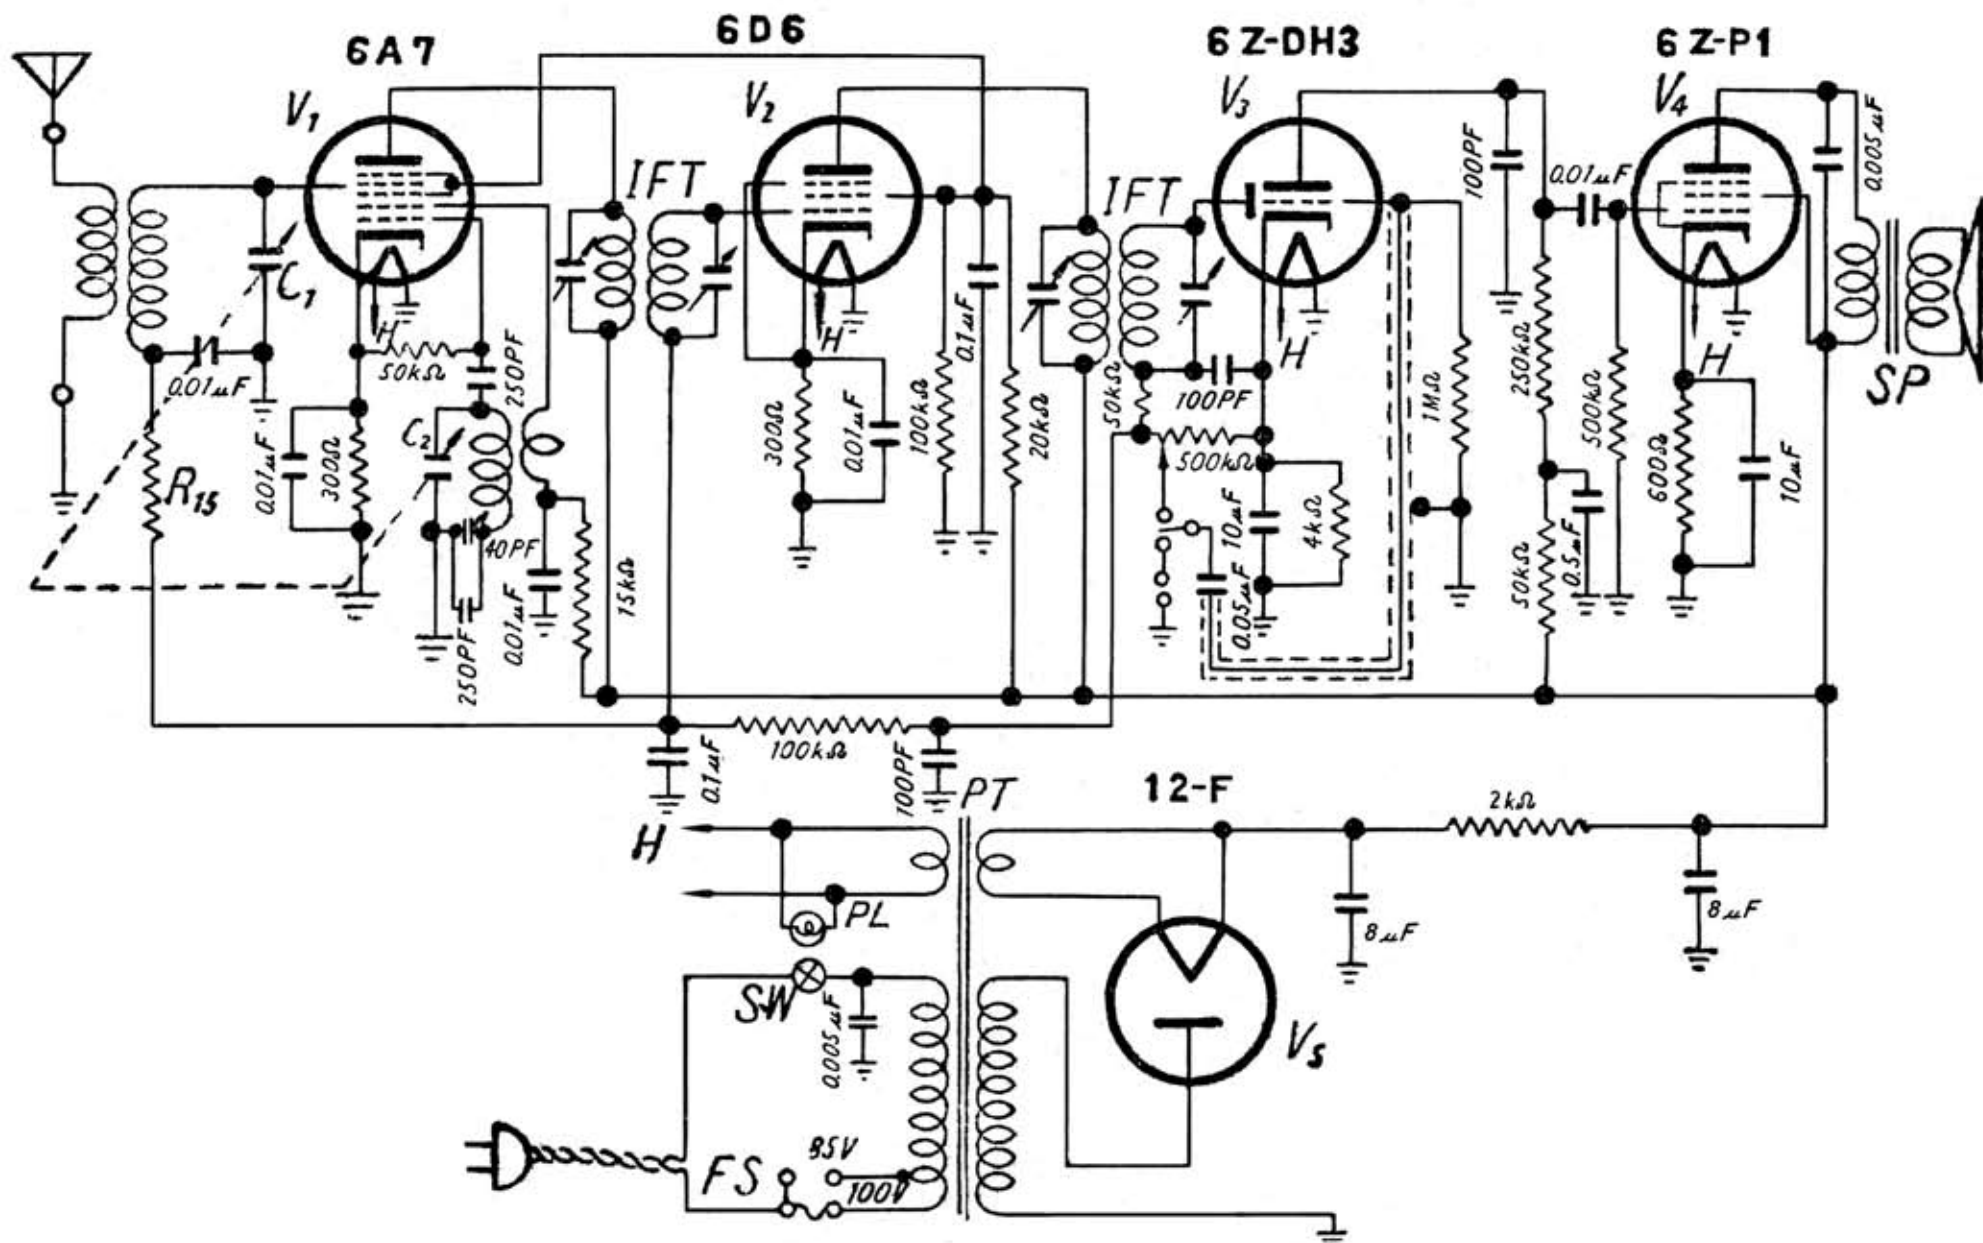 6A7
6D6
6Z-DH3
6Z-P1
V1
V2
V3
V4
IFT
IFT
100PF
0.01μF
0.005μF
C1
H
H
H
H
0.01μF
50kΩ
250PF
0.1μF
50kΩ
100PF
1MΩ
250kΩ
500kΩ
SP
R15
0.01μF
300Ω
C2
40PF
300Ω
0.01μF
100kΩ
20kΩ
500kΩ
10μF
4kΩ
600Ω
10μF
250PF
0.01μF
15kΩ
0.05μF
50kΩ
0.5μF
100kΩ
0.1μF
100PF
PT
12-F
2kΩ
H
PL
8μF
8μF
SW
0.005μF
V5
FS
85V
100V